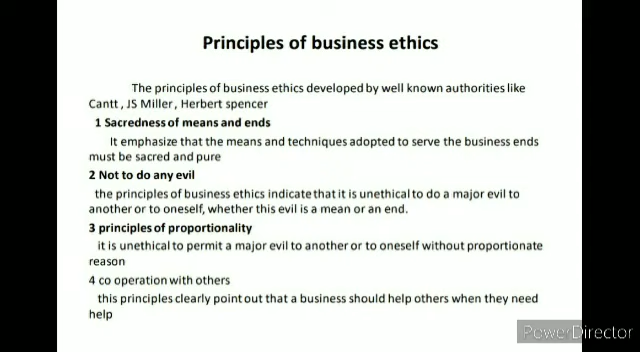 Principles of business ethics
The principles of business ethics developed by well known authorities like
Cantt , JS Miller , Herbert spencer
1 Sacredness of means and ends
It emphasize that the means and techniques adopted to serve the business ends
must be sacred and pure
2 Not to do any evil
the principles of business ethics indicate that it is unethical to do a major evil to
another or to oneself, whether this evil is a mean or an end.
3 principles of proportionality
it is unethical to permit a major evil to another or to oneself without proportionate
reason
4 co operation with others
this principles clearly point out that a business should help others when they need
help
PowerDirector